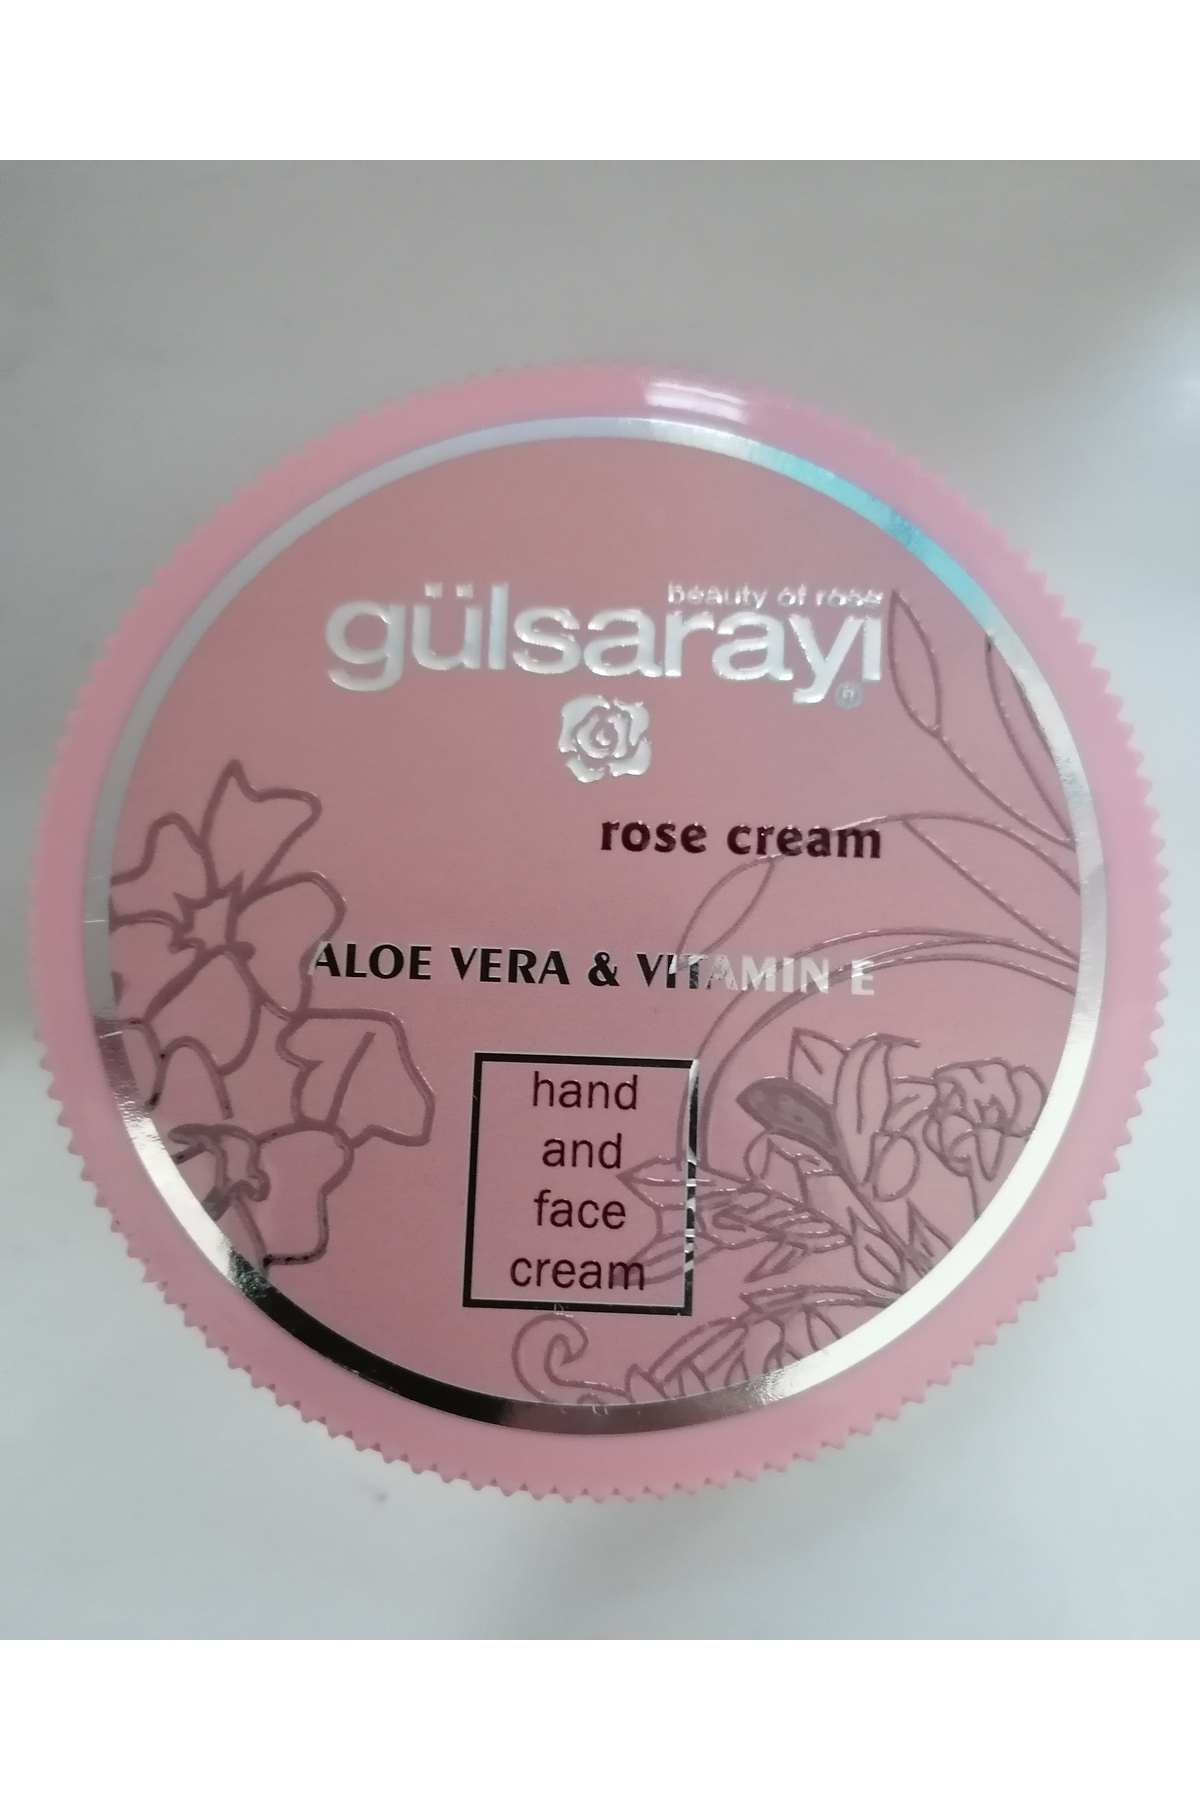 beauty of rose
gülsarayı®
rose cream
ALOE VERA & VITAMIN E
hand
and
face
cream